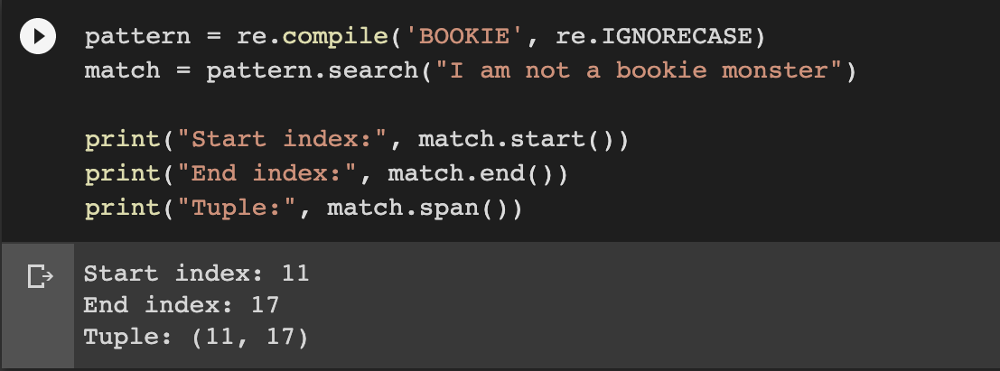 pattern = re.compile('BOOKIE', re.IGNORECASE)
match = pattern.search("I am not a bookie monster")
print("Start index:", match.start())
print("End index:", match.end())
print("Tuple:", match.span())
Start index: 11
End index: 17
Tuple: (11, 17)